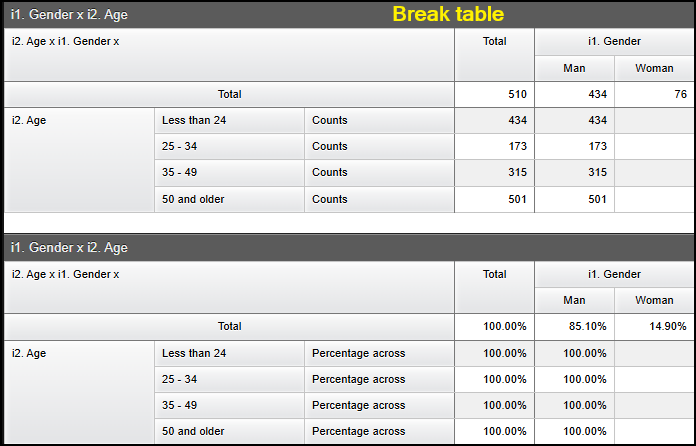 i1. Gender x i2. Age Break table
i2. Age x i1. Gender x Total i1. Gender
Man Woman
Total 510 434 76
i2. Age Less than 24 Counts 434 434
25 - 34 Counts 173 173
35 - 49 Counts 315 315
50 and older Counts 501 501
i1. Gender x i2. Age
i2. Age x i1. Gender x Total i1. Gender
Man Woman
Total 100.00% 85.10% 14.90%
i2. Age Less than 24 Percentage across 100.00% 100.00%
25 - 34 Percentage across 100.00% 100.00%
35 - 49 Percentage across 100.00% 100.00%
50 and older Percentage across 100.00% 100.00%